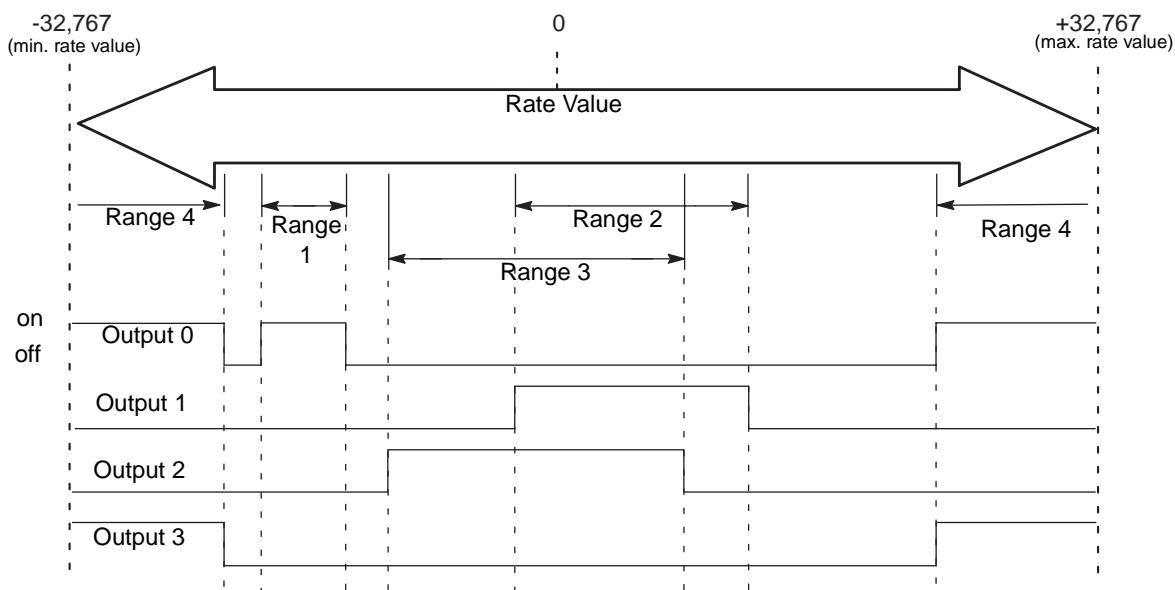 -32,767
(min. rate value)
0
+32,767
(max. rate value)
Rate Value
Range 4
Range
1
Range 2
Range 4
Range 3
on
off
Output 0
Output 1
Output 2
Output 3